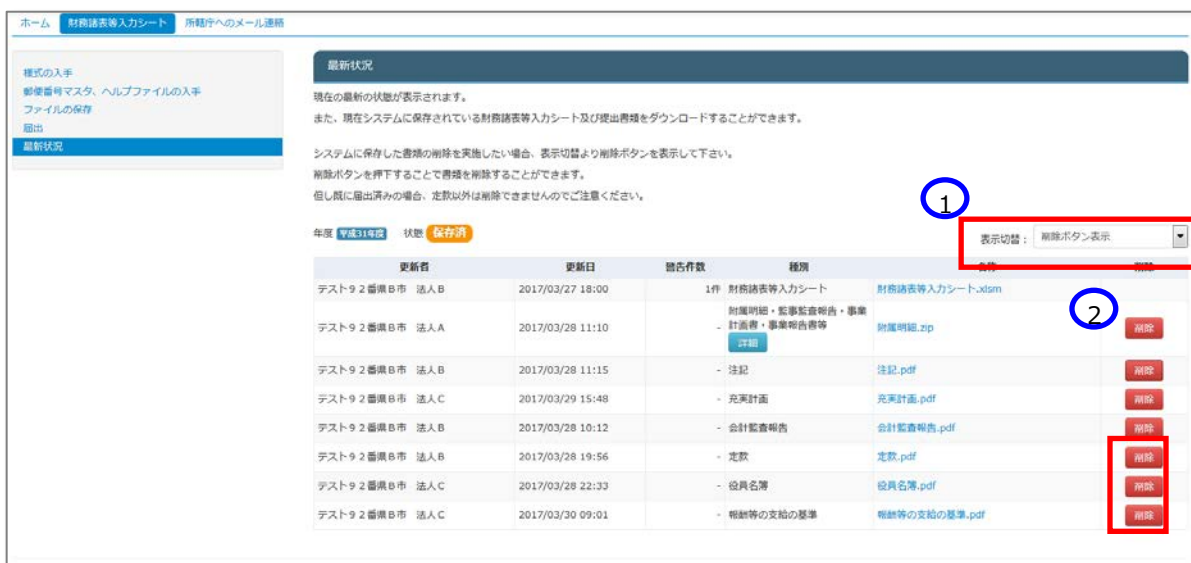 ホーム 財務諸表等入力シート 所轄庁へのメール連絡
様式の入手
郵便番号マスタ、ヘルプファイルの入手
ファイルの保存
届出
最新状況
最新状況
現在の最新の状態が表示されます。
また、現在システムに保存されている財務諸表等入力シート及び提出書類をダウンロードすることができます。
システムに保存した書類の削除を実施したい場合、表示切替より削除ボタンを表示して下さい。
削除ボタンを押下することで書類を削除することができます。
但し既に届出済みの場合、定款以外は削除できませんのでご注意ください。
1
年度 平成31年度 状態 保存済
表示切替: 削除ボタン表示
更新者 更新日 警告件数 種別 名称 削除
テスト92番県B市 法人B 2017/03/27 18:00 1件 財務諸表等入力シート 財務諸表等入力シート.xlsm
2
テスト92番県B市 法人A 2017/03/28 11:10 - 附属明細・監事監査報告・事業
計画書・事業報告書等 附属明細.zip 削除
詳細
テスト92番県B市 法人B 2017/03/28 11:15 - 注記 注記.pdf 削除
テスト92番県B市 法人C 2017/03/29 15:48 - 充実計画 充実計画.pdf 削除
テスト92番県B市 法人B 2017/03/28 10:12 - 会計監査報告 会計監査報告.pdf 削除
テスト92番県B市 法人B 2017/03/28 19:56 - 定款 定款.pdf 削除
テスト92番県B市 法人C 2017/03/28 22:33 - 役員名簿 役員名簿.pdf 削除
テスト92番県B市 法人C 2017/03/30 09:01 - 報酬等の支給の基準 報酬等の支給の基準.pdf 削除